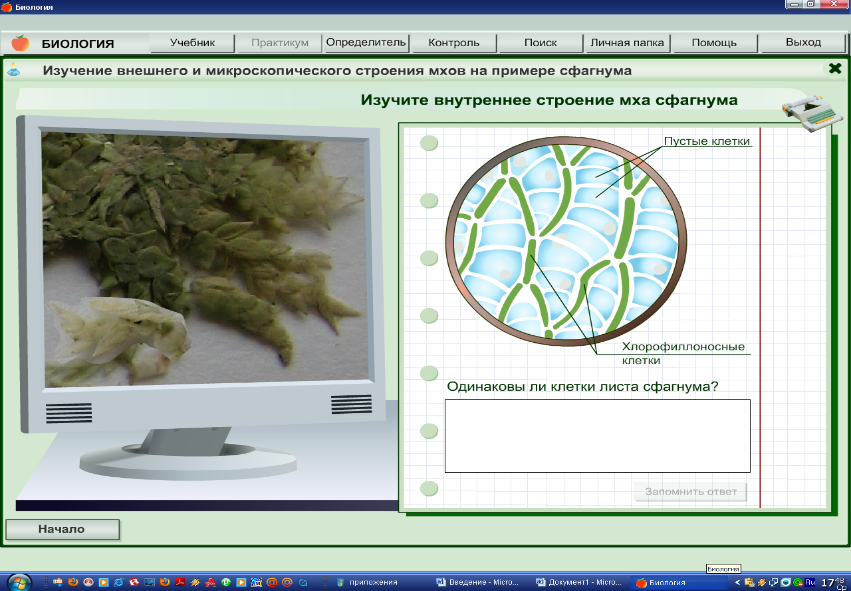 Биология
БИОЛОГИЯ
Учебник
Практикум
Определитель
Контроль
Поиск
Личная папка
Помощь
Выход
Изучение внешнего и микроскопического строения мхов на примере сфагнума
Изучите внутреннее строение мха сфагнума
Пустые клетки
Хлорофиллоносные
клетки
Одинаковы ли клетки листа сфагнума?
Запомнить ответ
Начало
Биология
приложения
Введение - Micro...
Документ1 - Micro...
Биология
Ru
17:48
Ср